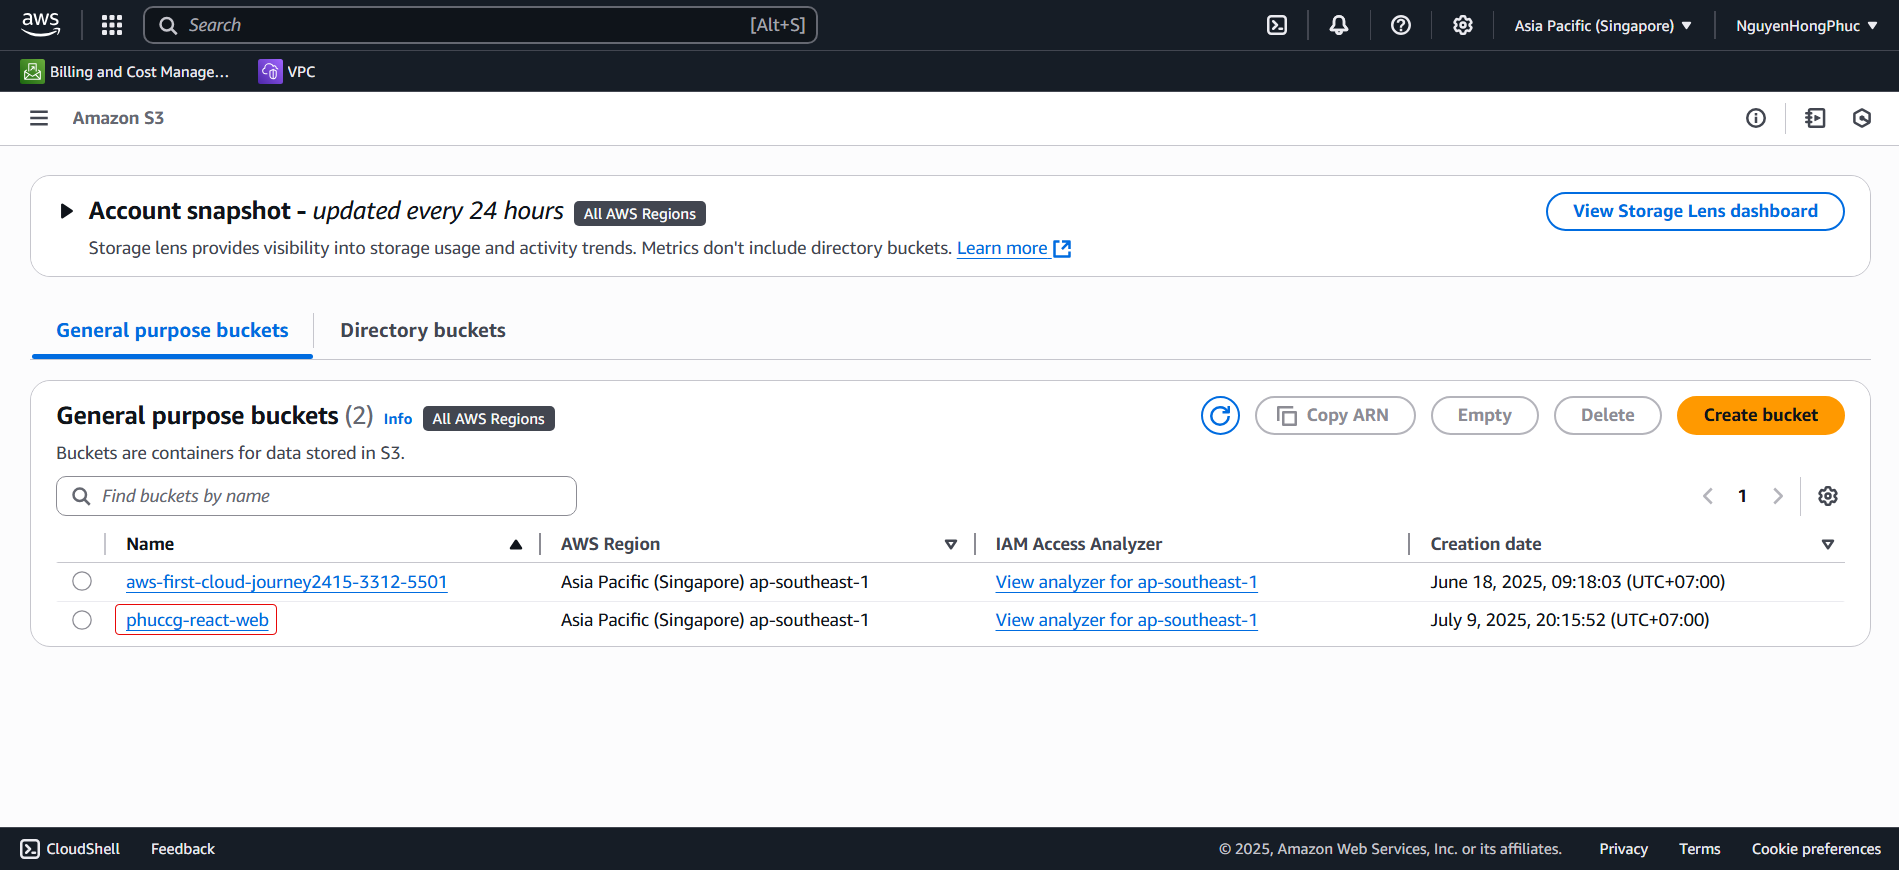 aws
Search [Alt+S]
Asia Pacific (Singapore)
NguyenHongPhuc
Billing and Cost Manage...
VPC
Amazon S3
Account snapshot - updated every 24 hours All AWS Regions
View Storage Lens dashboard
Storage lens provides visibility into storage usage and activity trends. Metrics don't include directory buckets. Learn more
General purpose buckets
Directory buckets
General purpose buckets (2) Info All AWS Regions
Copy ARN
Empty
Delete
Create bucket
Buckets are containers for data stored in S3.
Find buckets by name
1
Name AWS Region IAM Access Analyzer Creation date
aws-first-cloud-journey2415-3312-5501 Asia Pacific (Singapore) ap-southeast-1 View analyzer for ap-southeast-1 June 18, 2025, 09:18:03 (UTC+07:00)
phuccg-react-web Asia Pacific (Singapore) ap-southeast-1 View analyzer for ap-southeast-1 July 9, 2025, 20:15:52 (UTC+07:00)
CloudShell Feedback © 2025, Amazon Web Services, Inc. or its affiliates. Privacy Terms Cookie preferences